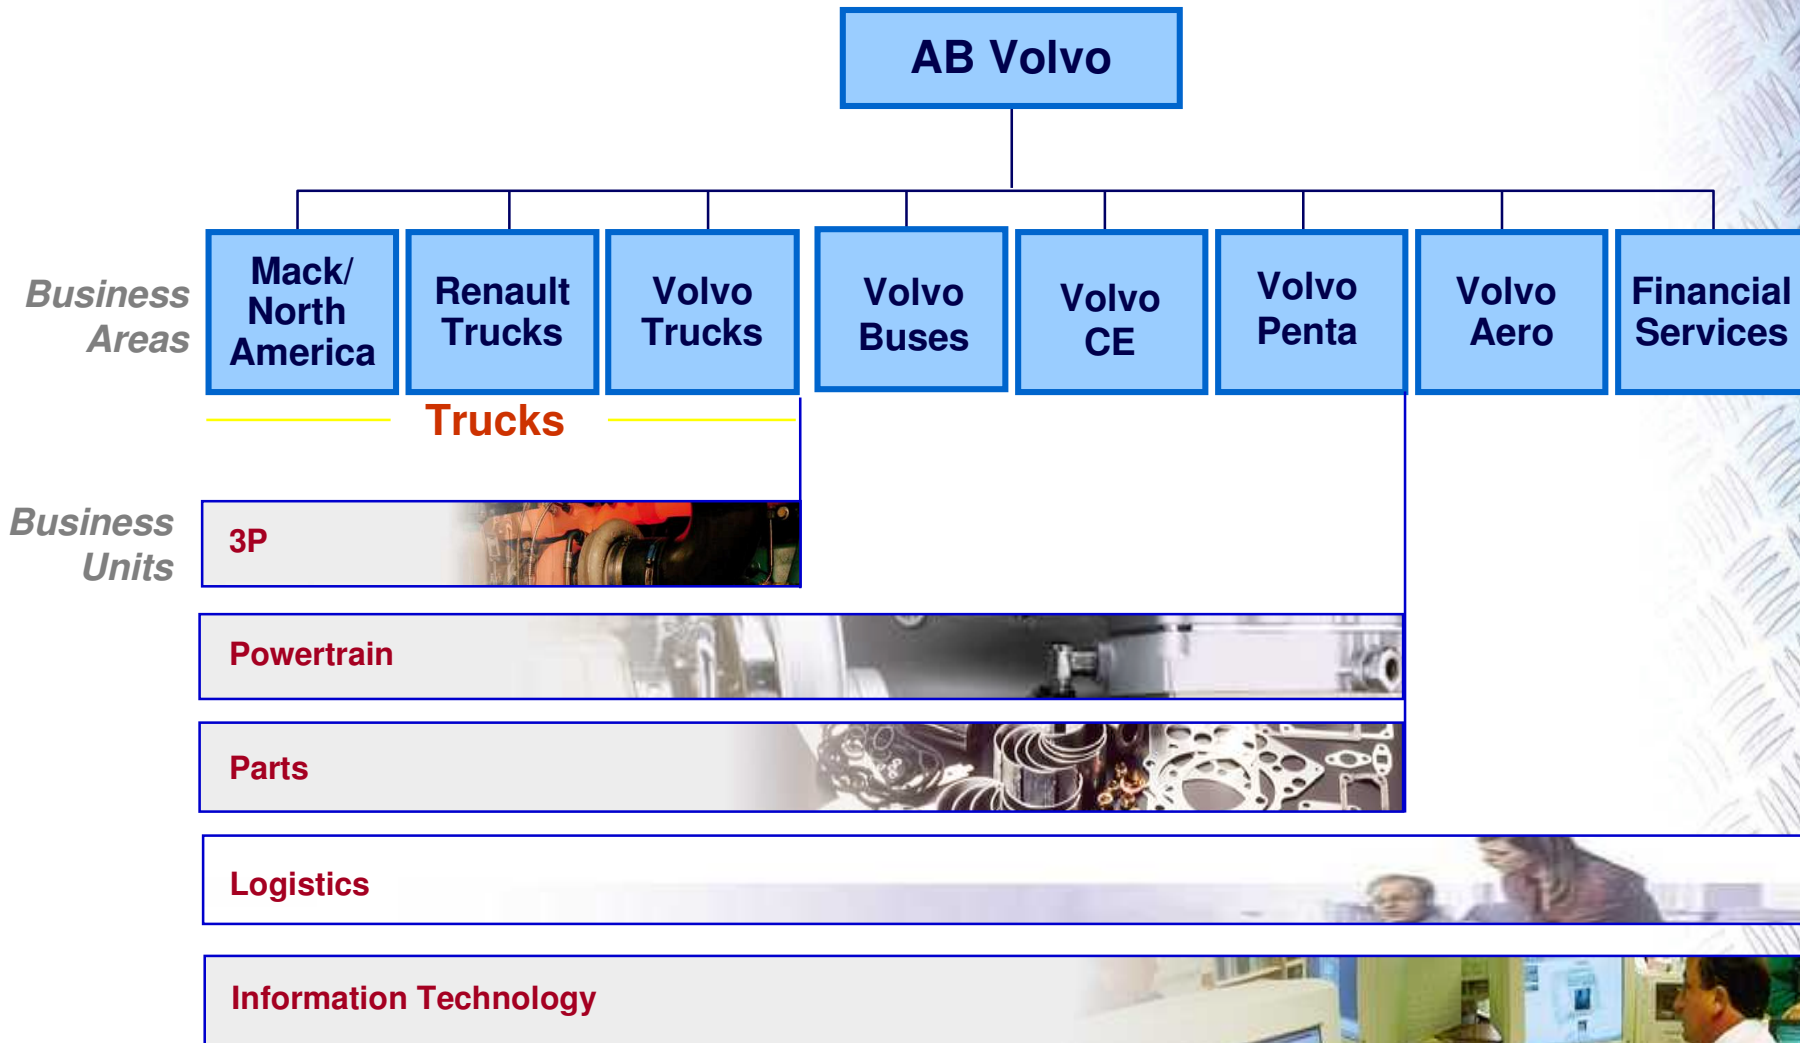 AB Volvo
Business
Areas
Mack/
North
America
Renault
Trucks
Volvo
Trucks
Volvo
Buses
Volvo
CE
Volvo
Penta
Volvo
Aero
Financial
Services
Trucks
Business
Units
3P
Powertrain
Parts
Logistics
Information Technology